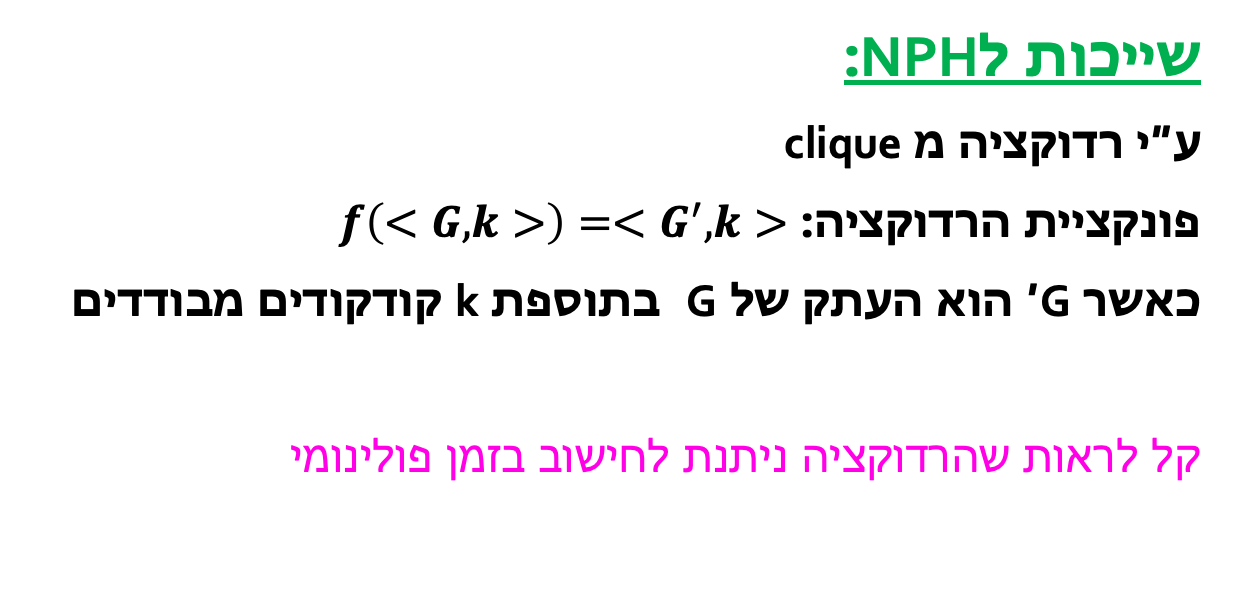 שייכות לNPH:
ע"י רדוקציה מ clique
פונקציית הרדוקציה: f(< G,k >) =< G′,k >
כאשר G' הוא העתק של G בתוספת k קודקודים מבודדים
קל לראות שהרדוקציה ניתנת לחישוב בזמן פולינומי